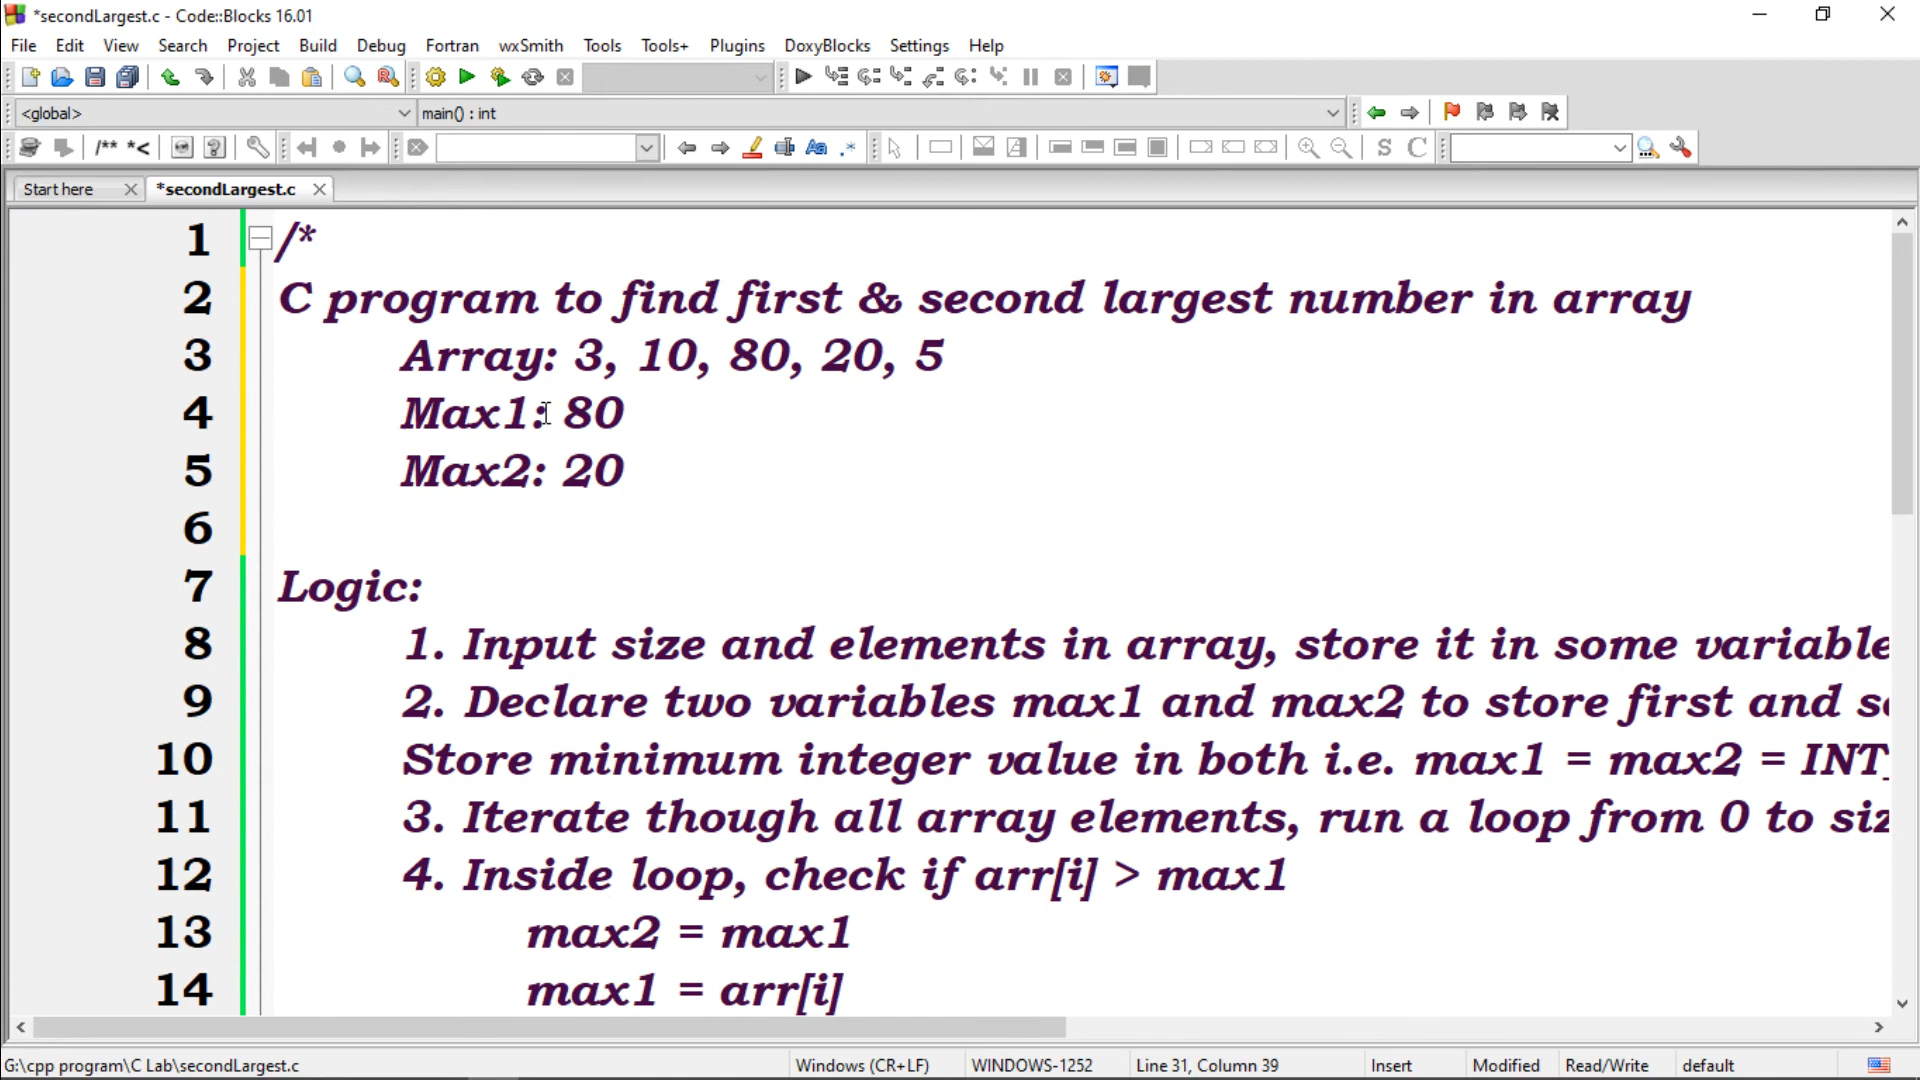 *secondLargest.c - Code::Blocks 16.01
File Edit View Search Project Build Debug Fortran wxSmith Tools Tools+ Plugins DoxyBlocks Settings Help
<global> main() : int
/** *< Aa .* S C
Start here *secondLargest.c
1 /*
2 C program to find first & second largest number in array
3 Array: 3, 10, 80, 20, 5
4 Max1: 80
5 Max2: 20
6
7 Logic:
8 1. Input size and elements in array, store it in some variable
9 2. Declare two variables max1 and max2 to store first and s
10 Store minimum integer value in both i.e. max1 = max2 = INT_
11 3. Iterate though all array elements, run a loop from 0 to siz
12 4. Inside loop, check if arr[i] > max1
13 max2 = max1
14 max1 = arr[i]
G:\cpp program\C Lab\secondLargest.c Windows (CR+LF) WINDOWS-1252 Line 31, Column 39 Insert Modified Read/Write default